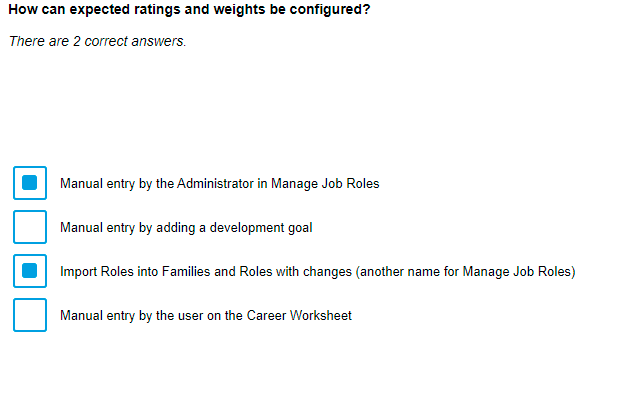 How can expected ratings and weights be configured?
There are 2 correct answers.
Manual entry by the Administrator in Manage Job Roles
Manual entry by adding a development goal
Import Roles into Families and Roles with changes (another name for Manage Job Roles)
Manual entry by the user on the Career Worksheet